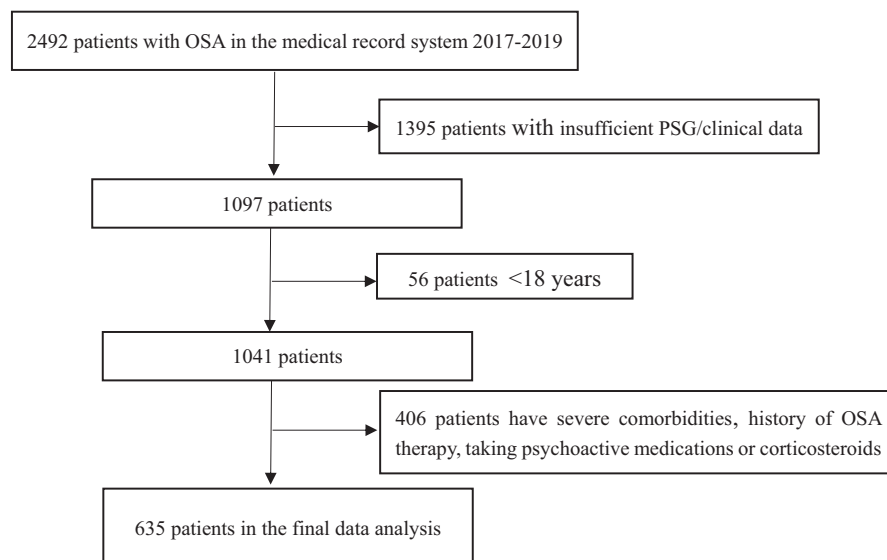 2492 patients with OSA in the medical record system 2017-2019
1395 patients with insufficient PSG/clinical data
1097 patients
56 patients <18 years
1041 patients
406 patients have severe comorbidities, history of OSA
therapy, taking psychoactive medications or corticosteroids
635 patients in the final data analysis